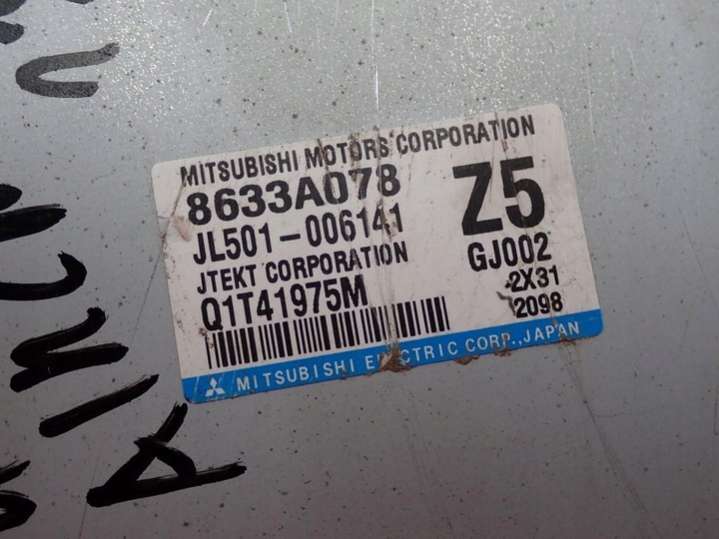 MITSUBISHI MOTORS CORPORATION
8633A078
Z5
JL501-006141
GJ002
JTEKT CORPORATION
2X31
Q1T41975M
2098
MITSUBISHI ELECTRIC CORP., JAPAN